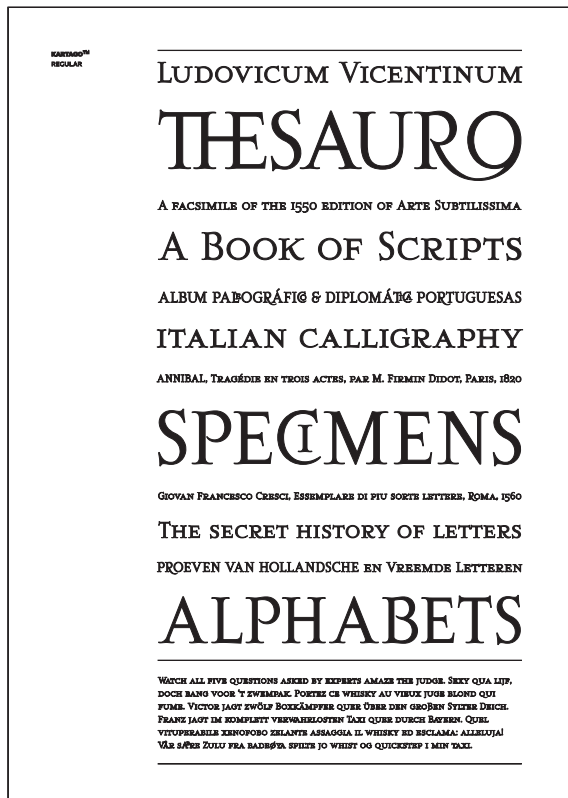 KARTAGO™
REGULAR
Ludovicum Vicentinum
THESAURO
A facsimile of the 1550 edition of Arte Subtilissima
A Book of Scripts
ALBUM PALEOGRÁFICO & DIPLOMÁTICO PORTUGUESAS
ITALIAN CALLIGRAPHY
Annibal, Tragédie en trois actes, par M. Firmin Didot, Paris, 1820
SPECIMENS
Giovan Francesco Cresci, Essemplare di piu sorte lettere, Roma, 1560
The secret history of letters
PROEVEN VAN HOLLANDSCHE en Vreemde Letteren
ALPHABETS
Watch all five questions asked by experts amaze the judge. Sexy qua lijf,
doch bang voor 't zwempak. Portez ce whisky au vieux juge blond qui
fume. Victor jagt zwölf Boxkämpfer quer über den großen Sylter Deich.
Franz jagt im komplett verwahrlosten Taxi quer durch Bayern. Quel
vituperabile xenofobo zelante assaggia il whisky ed esclama: alleluja!
Vår sære Zulu fra badeøya spilte jo whist og quickstep i min taxi.